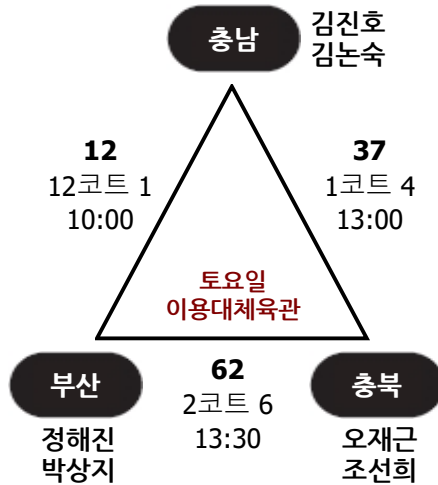 충남
김진호
김논숙
12
12코트 1
10:00
37
1코트 4
13:00
토요일
이용대체육관
부산
정해진
박상지
62
2코트 6
13:30
충북
오재근
조선희